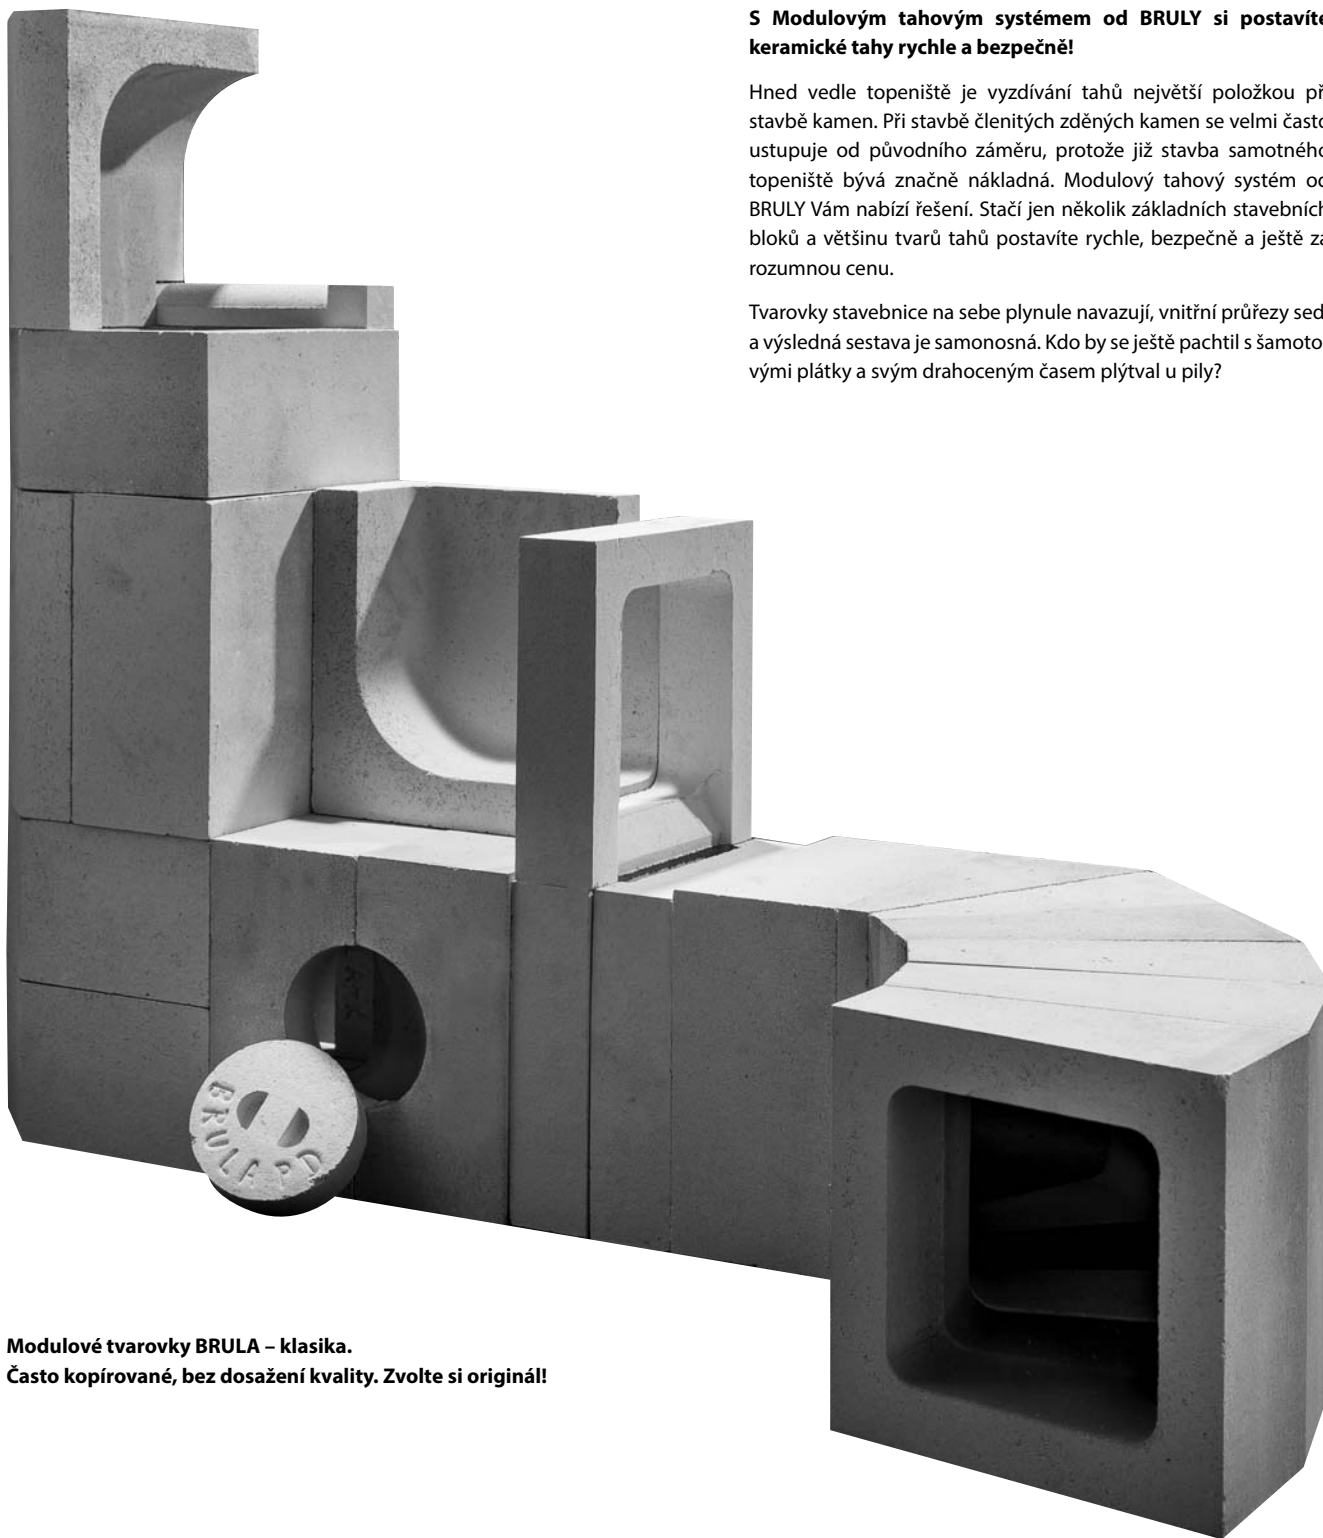 S Modulovým tahovým systémem od BRULY si postavíte
keramické tahy rychle a bezpečně!
Hned vedle topeniště je vyzdívání tahů největší položkou př
stavbě kamen. Při stavbě členitých zděných kamen se velmi často
ustupuje od původního záměru, protože již stavba samotného
topeniště bývá značně nákladná. Modulový tahový systém od
BRULY Vám nabízí řešení. Stačí jen několik základních stavebních
bloků a většinu tvarů tahů postavíte rychle, bezpečně a ještě za
rozumnou cenu.
Tvarovky stavebnice na sebe plynule navazují, vnitřní průřezy sed
a výsledná sestava je samonosná. Kdo by se ještě pachtil s šamoto
vými plátky a svým drahoceným časem plýtval u pily?
BRULA PD
Modulové tvarovky BRULA – klasika.
Často kopírované, bez dosažení kvality. Zvolte si originál!